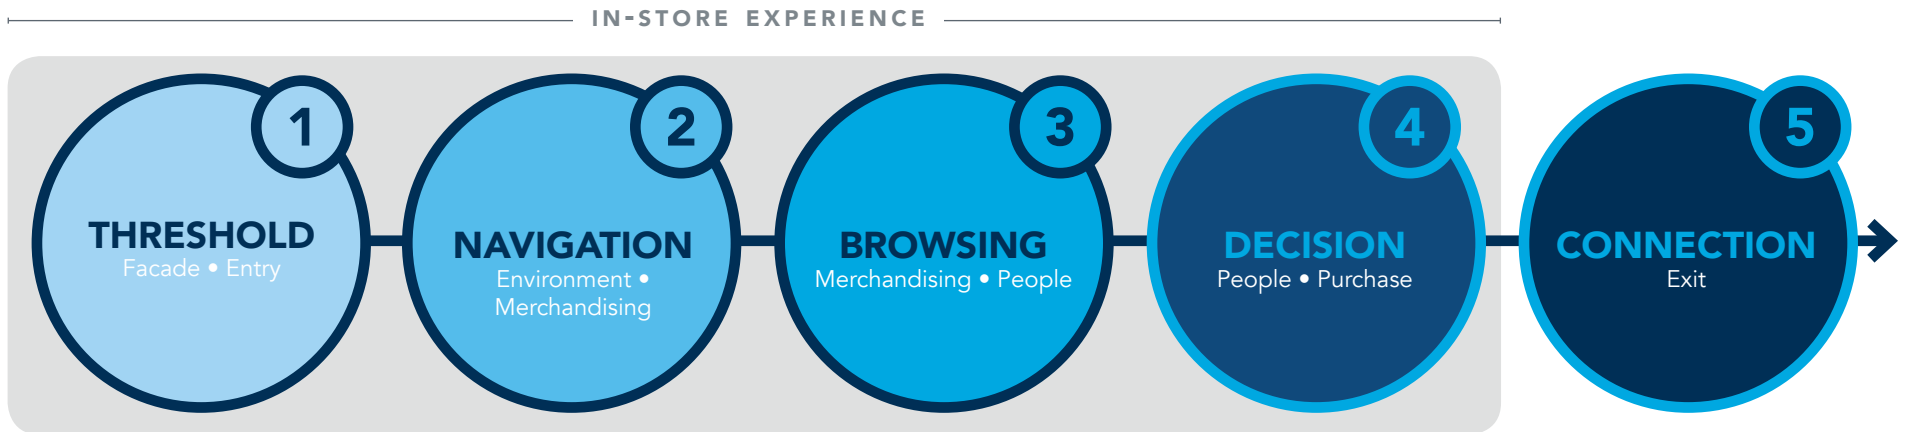 IN-STORE EXPERIENCE
1
THRESHOLD
Facade • Entry
2
NAVIGATION
Environment •
Merchandising
3
BROWSING
Merchandising • People
4
DECISION
People • Purchase
5
CONNECTION
Exit